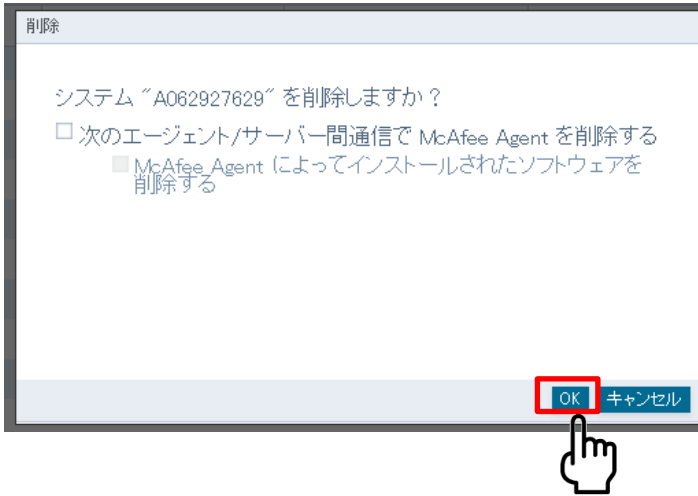 削除
システム "A062927629" を削除しますか？
次のエージェント/サーバー間通信で McAfee Agent を削除する
McAfee Agent によってインストールされたソフトウェアを
削除する
OK キャンセル